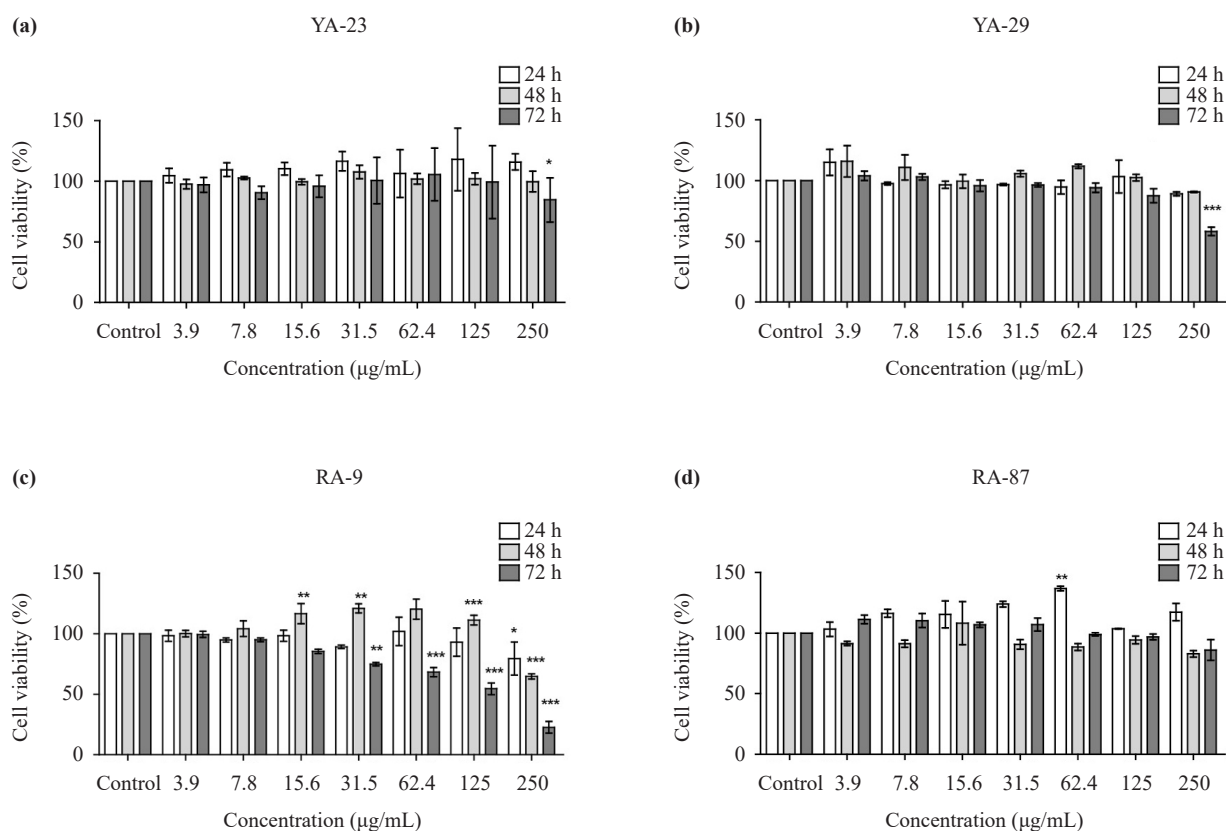 (a)
YA-23
24 h
48 h
72 h
Cell viability (%)
150
100
50
0
*
Control 3.9 7.8 15.6 31.5 62.4 125 250
Concentration (µg/mL)
(b)
YA-29
24 h
48 h
72 h
Cell viability (%)
150
100
50
0
***
Control 3.9 7.8 15.6 31.5 62.4 125 250
Concentration (µg/mL)
(c)
RA-9
24 h
48 h
72 h
Cell viability (%)
150
100
50
0
** ** *** *
** *** *** ***
***
Control 3.9 7.8 15.6 31.5 62.4 125 250
Concentration (µg/mL)
(d)
RA-87
24 h
48 h
72 h
Cell viability (%)
150
100
50
0
**
Control 3.9 7.8 15.6 31.5 62.4 125 250
Concentration (µg/mL)